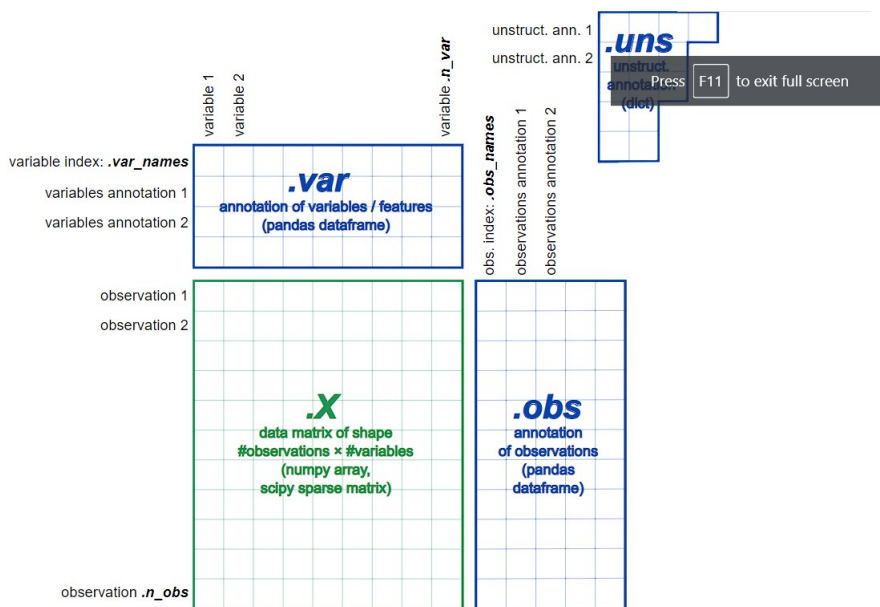 unstruct. ann. 1
unstruct. ann. 2
.uns
unstruct.
annotation
(dict)
Press F11 to exit full screen
variable 1
variable 2
variable .n_var
obs. index: .obs_names
observations annotation 1
observations annotation 2
variable index: .var_names
variables annotation 1
variables annotation 2
.var
annotation of variables / features
(pandas dataframe)
observation 1
observation 2
observation .n_obs
.X
data matrix of shape
#observations × #variables
(numpy array,
scipy sparse matrix)
.obs
annotation
of observations
(pandas
dataframe)